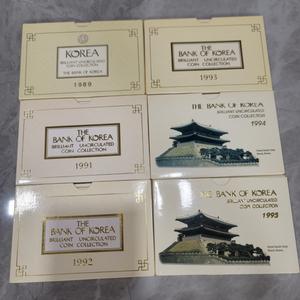 KOREA
BRILLIANT UNCIRCULATED
COIN COLLECTION
THE BANK OF KOREA
1989
THE
BANK OF KOREA
BRILLIANT UNCIRCULATED
COIN COLLECTION
1993
THE
BANK OF KOREA
BRILLIANT UNCIRCULATED
COIN COLLECTION
1991
THE
BANK OF KOREA
BRILLIANT UNCIRCULATED
COIN COLLECTION
1994
THE
BANK OF KOREA
BRILLIANT UNCIRCULATED
COIN COLLECTION
1992
THE
BANK OF KOREA
BRILLIANT UNCIRCULATED
COIN COLLECTION
1995